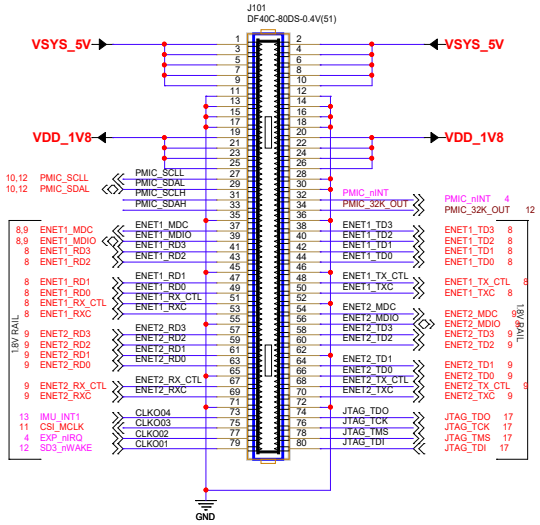 J101
DF40C-80DS-0.4V(51)
VSYS_5V 1 2 VSYS_5V
3 4
5 6
7 8
9 10
11 12
13 14
15 16
17 18
VDD_1V8 19 20 VDD_1V8
21 22
23 24
25 26
10,12 PMIC_SCLL PMIC_SCLL 27 28
10,12 PMIC_SDAL PMIC_SDAL 29 30
PMIC_SCLH 31 32 PMIC_nINT PMIC_nINT 4
PMIC_SDAH 33 34 PMIC_32K_OUT PMIC_32K_OUT 12
35 36
8,9 ENET1_MDC ENET1_MDC 37 38 ENET1_TD3 ENET1_TD3 8
8,9 ENET1_MDIO ENET1_MDIO 39 40 ENET1_TD2 ENET1_TD2 8
8 ENET1_RD3 ENET1_RD3 41 42 ENET1_TD1 ENET1_TD1 8
8 ENET1_RD2 ENET1_RD2 43 44 ENET1_TD0 ENET1_TD0 8
45 46
8 ENET1_RD1 ENET1_RD1 47 48 ENET1_TX_CTL ENET1_TX_CTL 8
8 ENET1_RD0 ENET1_RD0 49 50 ENET1_TXC ENET1_TXC 8
8 ENET1_RX_CTL ENET1_RX_CTL 51 52
8 ENET1_RXC ENET1_RXC 53 54 ENET2_MDC ENET2_MDC 9
55 56 ENET2_MDIO ENET2_MDIO 9
9 ENET2_RD3 ENET2_RD3 57 58 ENET2_TD3 ENET2_TD3 9
9 ENET2_RD2 ENET2_RD2 59 60 ENET2_TD2 ENET2_TD2 9
9 ENET2_RD1 ENET2_RD1 61 62
9 ENET2_RD0 ENET2_RD0 63 64 ENET2_TD1 ENET2_TD1 9
65 66 ENET2_TD0 ENET2_TD0 9
9 ENET2_RX_CTL ENET2_RX_CTL 67 68 ENET2_TX_CTL ENET2_TX_CTL 9
9 ENET2_RXC ENET2_RXC 69 70 ENET2_TXC ENET2_TXC 9
71 72
13 IMU_INT1 CLKO04 73 74 JTAG_TDO JTAG_TDO 17
11 CSI_MCLK CLKO03 75 76 JTAG_TCK JTAG_TCK 17
4 EXP_nIRQ CLKO02 77 78 JTAG_TMS JTAG_TMS 17
12 SD3_nWAKE CLKO01 79 80 JTAG_TDI JTAG_TDI 17
1.8V RAIL
1.8V RAIL
GND